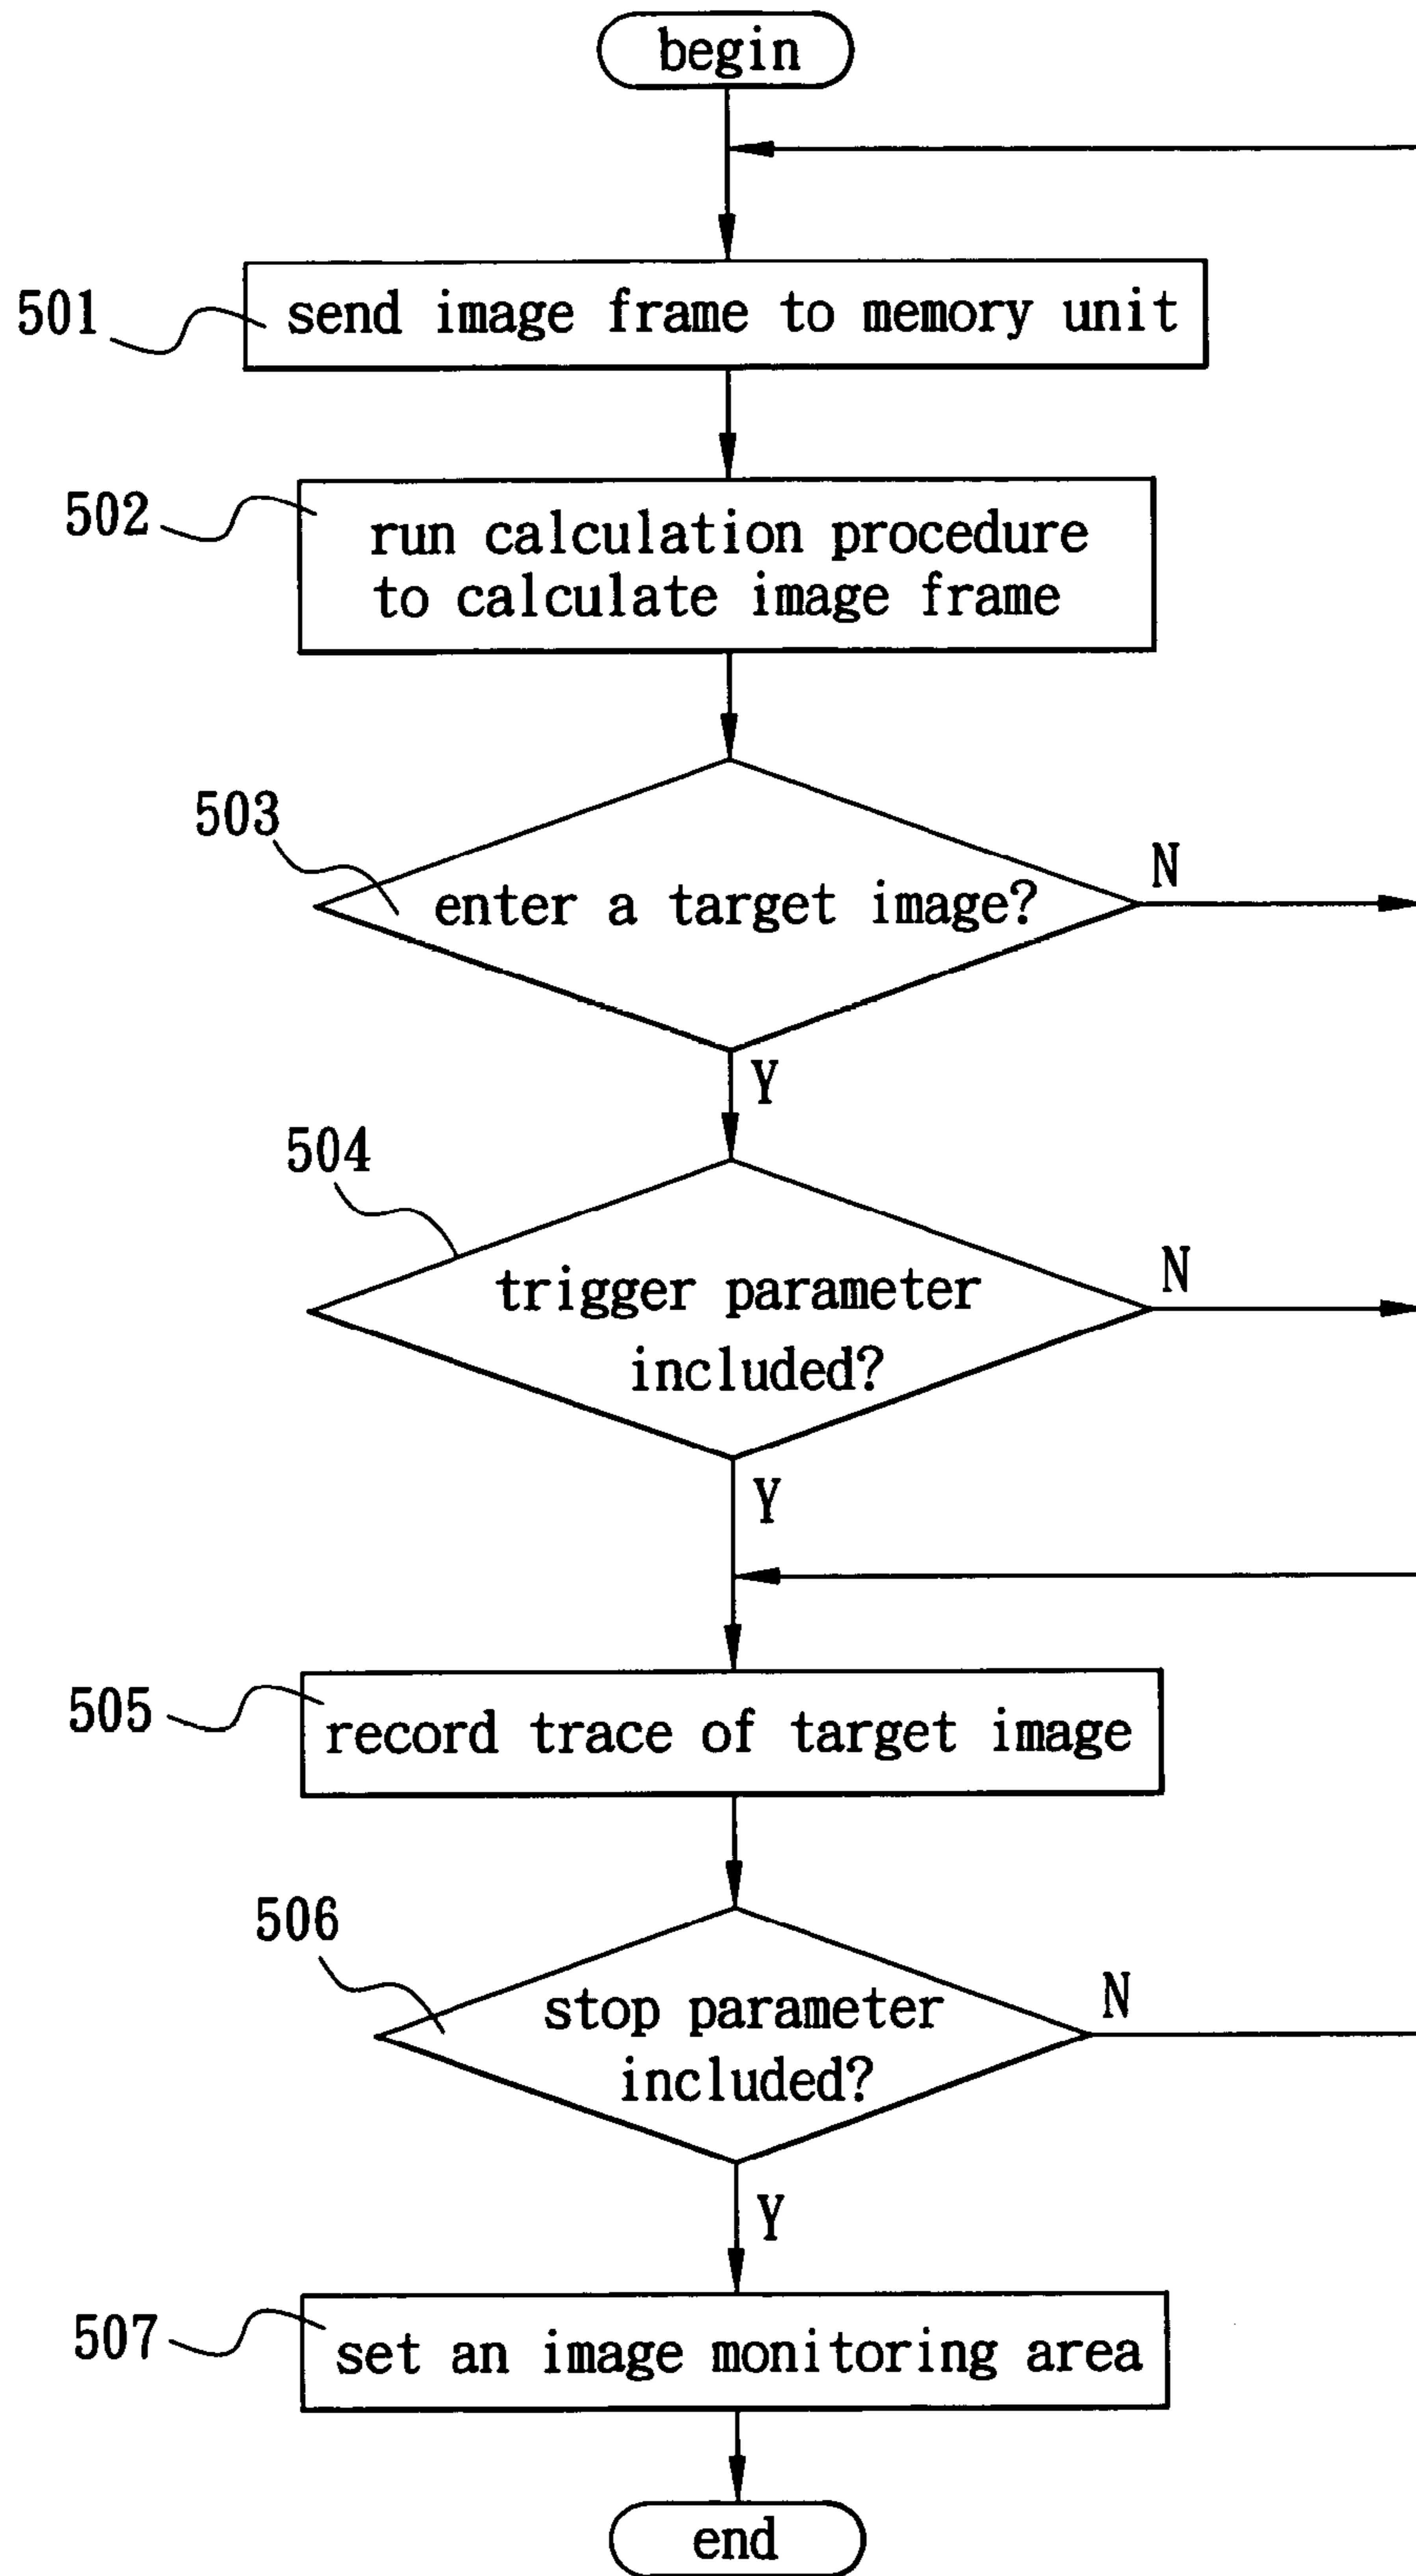 begin
501
send image frame to memory unit
502
run calculation procedure
to calculate image frame
503
enter a target image?
N
Y
504
trigger parameter
included?
N
Y
505
record trace of target image
506
stop parameter
included?
N
Y
507
set an image monitoring area
end